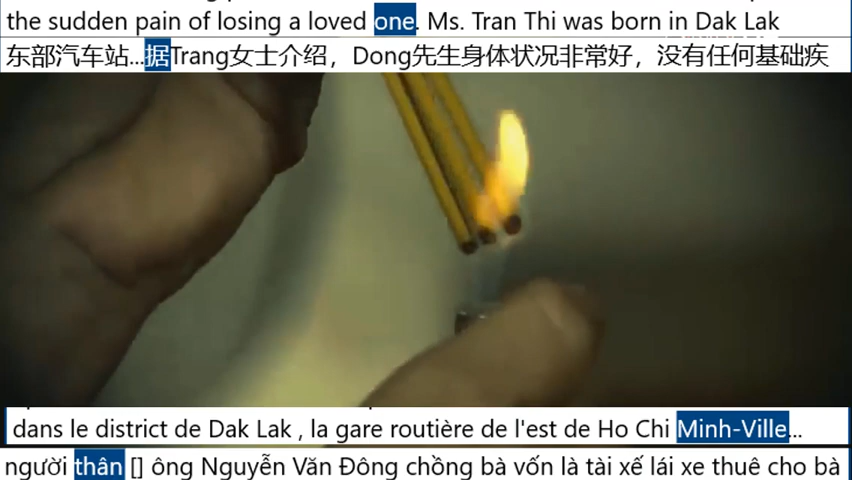 the sudden pain of losing a loved one. Ms. Tran Thi was born in Dak Lak
东部汽车站...据Trang女士介绍，Dong先生身体状况非常好，没有任何基础疾
dans le district de Dak Lak , la gare routière de l'est de Ho Chi Minh-Ville...
người thân [] ông Nguyễn Văn Đông chồng bà vốn là tài xế lái xe thuê cho bà